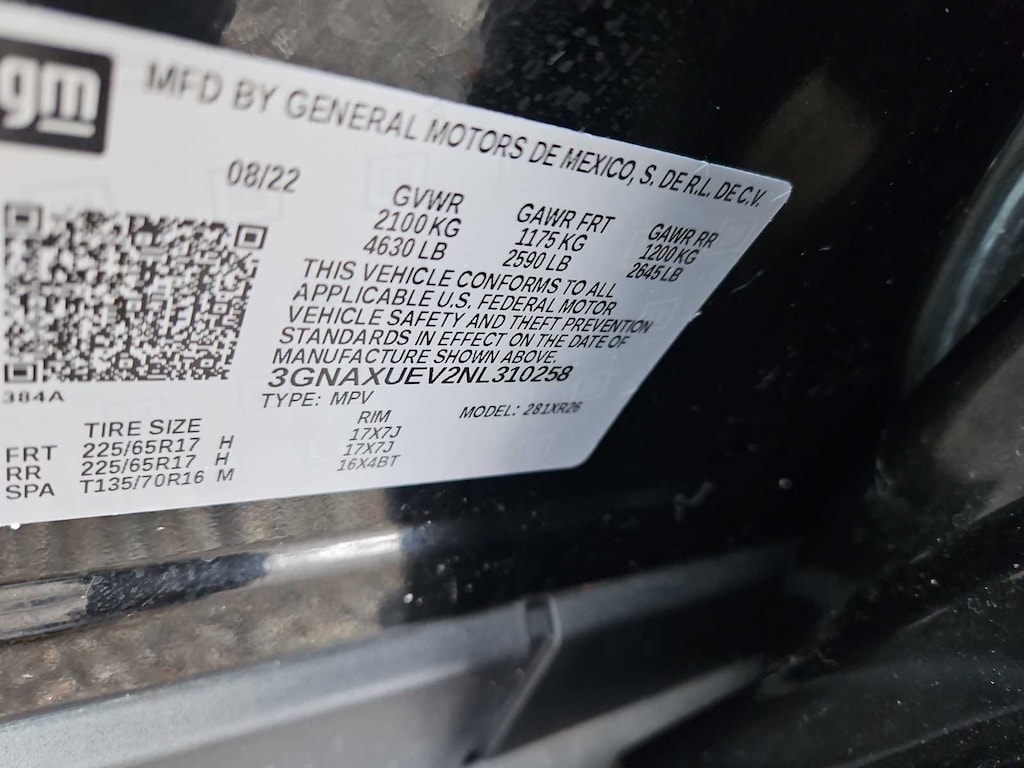 gm
MFD BY GENERAL MOTORS DE MEXICO, S. DE R.L. DE C.V.
08/22
GVWR GAWR FRT GAWR RR
2100 KG 1175 KG 1200 KG
4630 LB 2590 LB 2645 LB
THIS VEHICLE CONFORMS TO ALL
APPLICABLE U.S. FEDERAL MOTOR
VEHICLE SAFETY AND THEFT PREVENTION
STANDARDS IN EFFECT ON THE DATE OF
MANUFACTURE SHOWN ABOVE.
3GNAXUEV2NL310258
384A
TYPE: MPV MODEL: 281XR26
TIRE SIZE RIM
FRT 225/65R17 H 17X7J
RR 225/65R17 H 17X7J
SPA T135/70R16 M 16X4BT